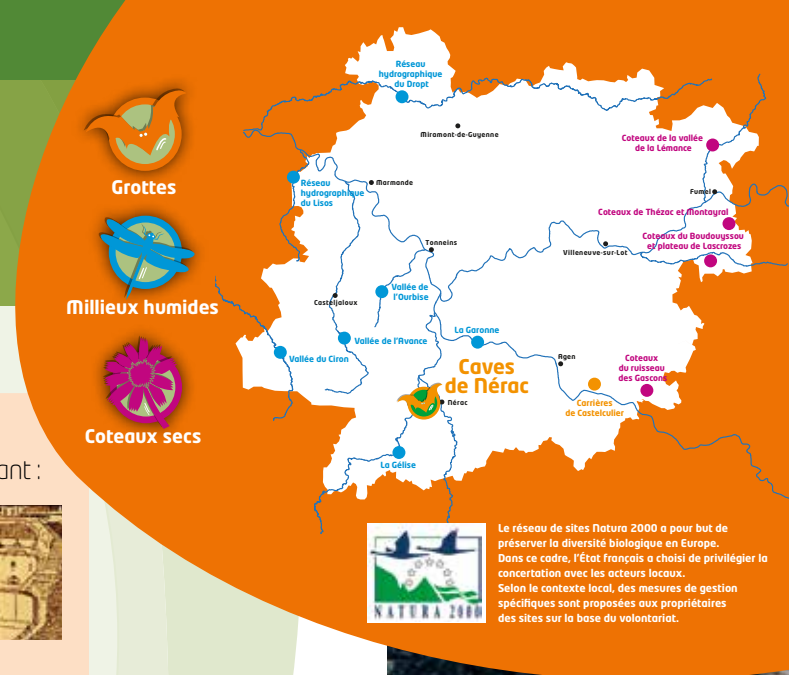 Grottes
Millieux humides
Coteaux secs
ant :
Réseau
hydrographique
du Dropt
Miramont-de-Guyenne
Coteaux de la vallée
de la Lémance
Réseau
hydrographique
du Lisos
Marmande
Fumel
Coteaux de Thézac et Montayral
Coteaux du Boudouyssou
et plateau de Lascrozes
Tonneins
Villeneuve-sur-Lot
Vallée de
l'Ourbise
Casteljaloux
La Garonne
Vallée de l'Avance
Vallée du Ciron
Agen
Coteaux
du ruisseau
des Gascons
Caves
de Nérac
Nérac
Carrières
de Castelculier
La Gélise
NATURA 2000
Le réseau de sites Natura 2000 a pour but de
préserver la diversité biologique en Europe.
Dans ce cadre, l'État français a choisi de privilégier la
concertation avec les acteurs locaux.
Selon le contexte local, des mesures de gestion
spécifiques sont proposées aux propriétaires
des sites sur la base du volontariat.